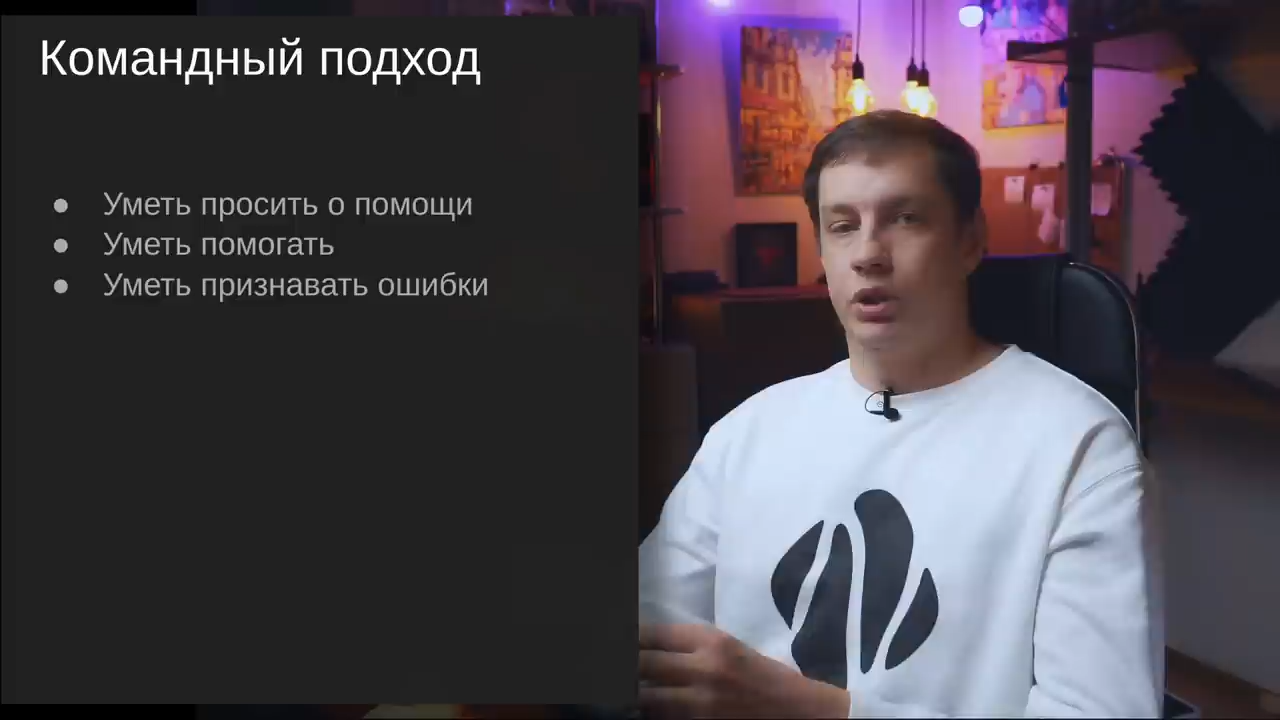 Командный подход
● Уметь просить о помощи
● Уметь помогать
● Уметь признавать ошибки